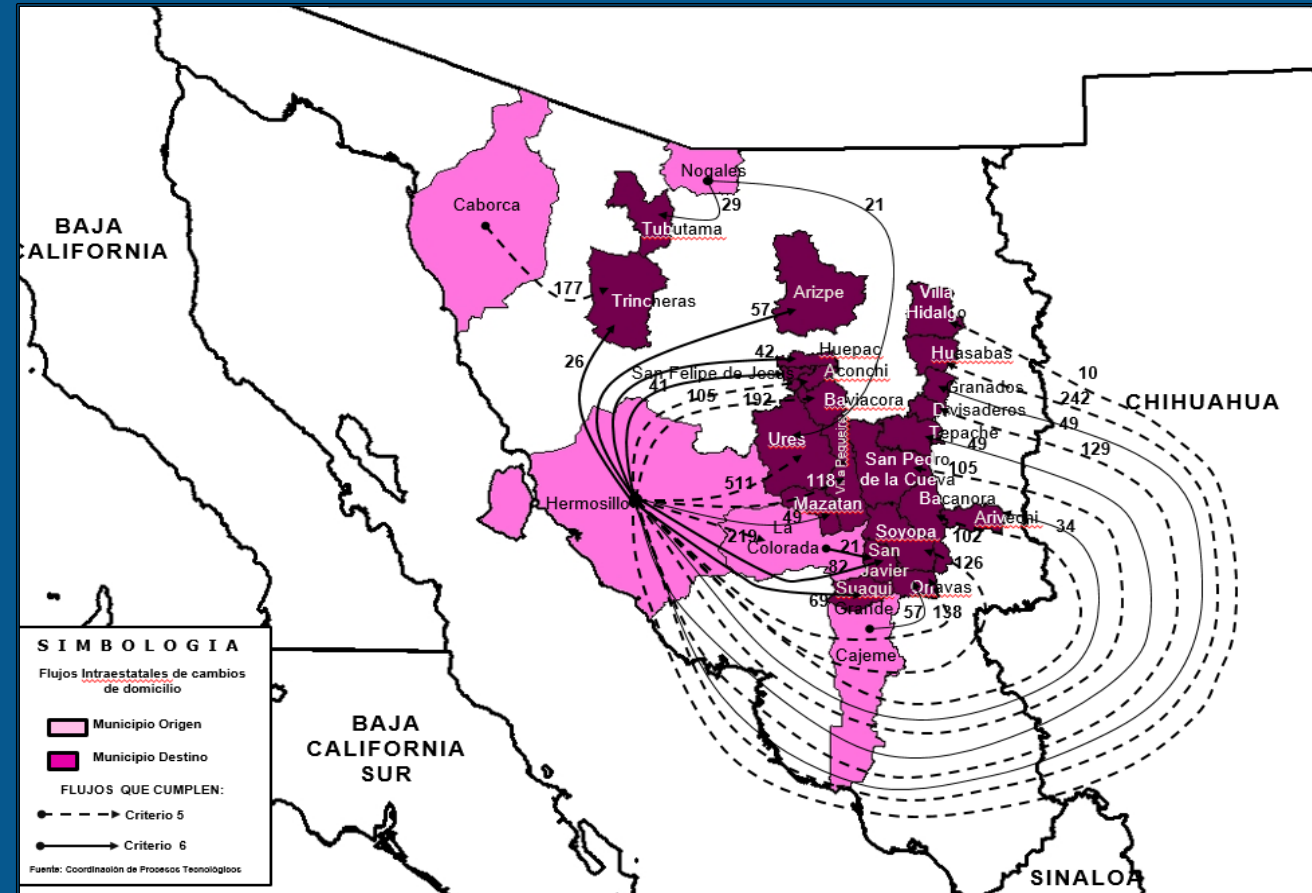 Nogales
29
21
Caborca
BAJA
CALIFORNIA
Tubutama
177
Trincheras
Arizpe
57
Villa
Hidalgo
26
42
Huepac
Huasabas
San Felipe de Jesus
Aconchi
10
41
105
192
Baviacora
Granados
242
CHIHUAHUA
Divisaderos
49
Ures
Tepache
49
129
San Pedro
de la Cueva
105
511
118
Hermosillo
Mazatan
Bacanora
49
Arivechi
34
219
La
Colorada
21
Soyopa
102
San
Javier
126
82
Suaqui
Grande
Onavas
69
57
138
Cajeme
BAJA
CALIFORNIA
SUR
SINALOA
SIMBOLOGIA
Flujos Intraestatales de cambios
de domicilio
Municipio Origen
Municipio Destino
FLUJOS QUE CUMPLEN:
Criterio 5
Criterio 6
Fuente: Coordinación de Procesos Tecnológicos